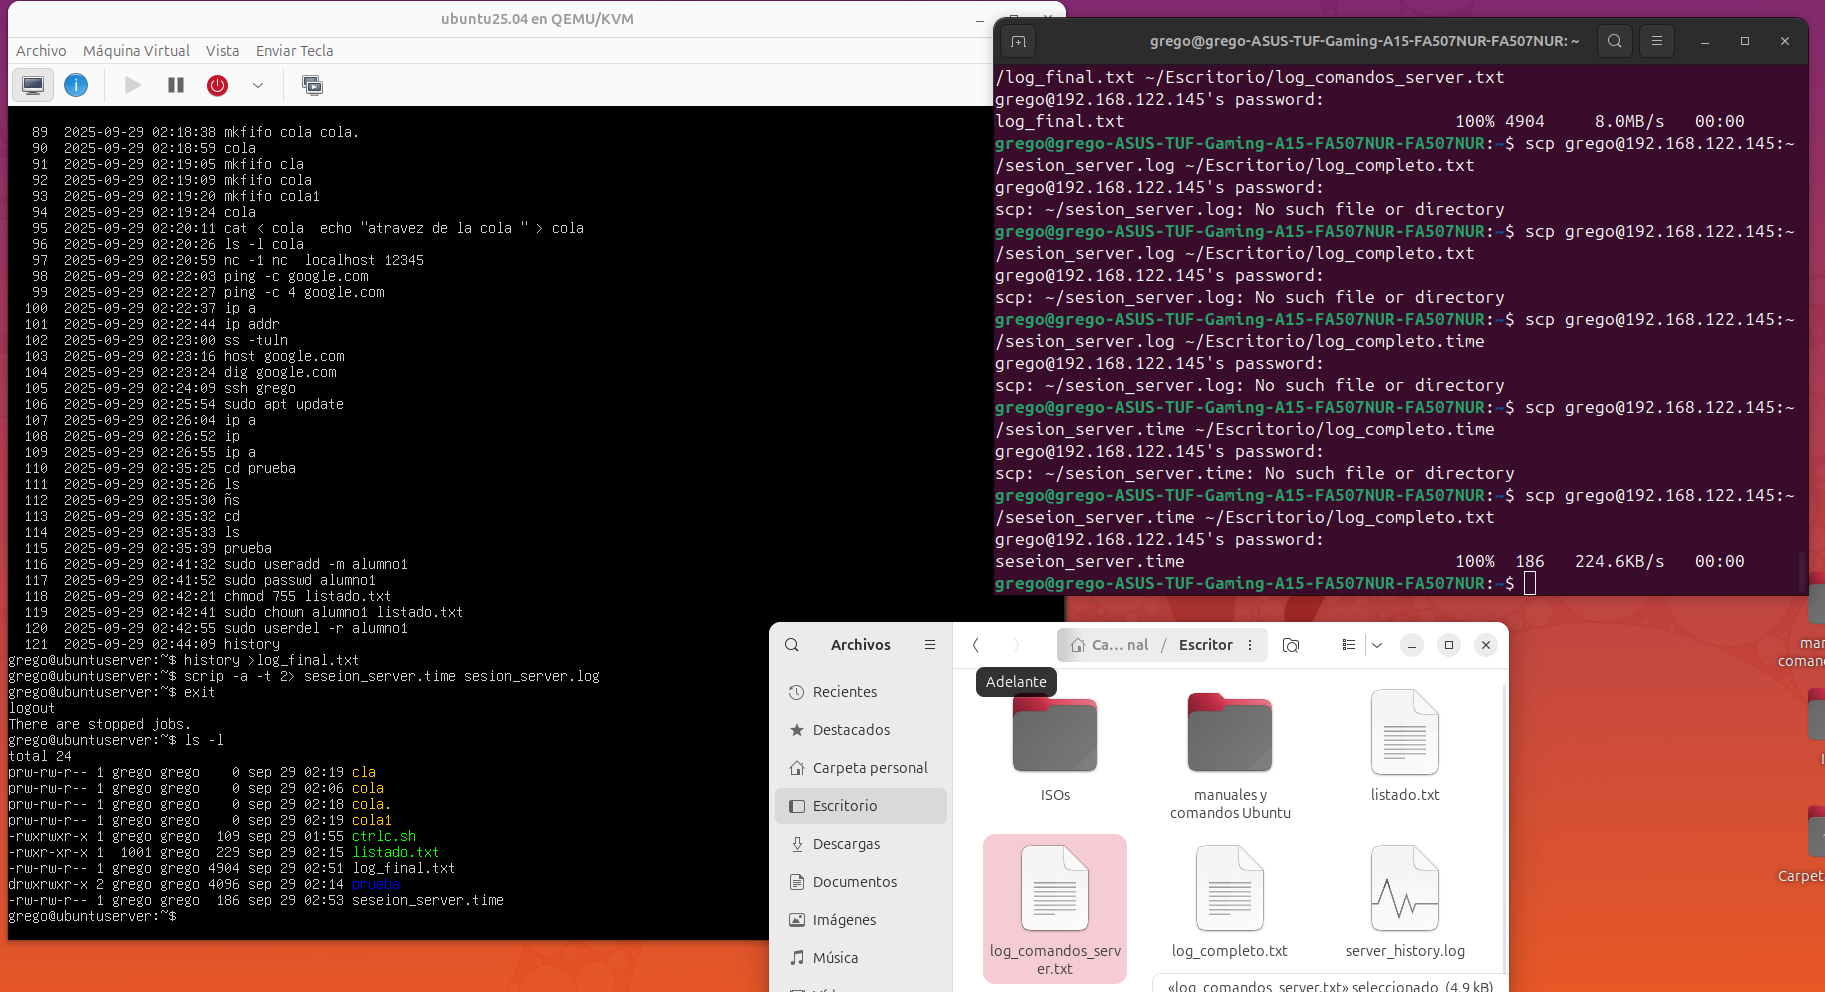 ubuntu25.04 en QEMU/KVM
Archivo Máquina Virtual Vista Enviar Tecla
89 2025-09-29 02:18:38 mkfifo cola cola.
90 2025-09-29 02:18:59 cola
91 2025-09-29 02:19:05 mkfifo cla
92 2025-09-29 02:19:09 mkfifo cola
93 2025-09-29 02:19:20 mkfifo cola1
94 2025-09-29 02:19:24 cola
95 2025-09-29 02:20:11 cat < cola  echo "atravez de la cola " > cola
96 2025-09-29 02:20:26 ls -l cola
97 2025-09-29 02:20:59 nc -l nc  localhost 12345
98 2025-09-29 02:22:03 ping -c google.com
99 2025-09-29 02:22:27 ping -c 4 google.com
100 2025-09-29 02:22:37 ip a
101 2025-09-29 02:22:44 ip addr
102 2025-09-29 02:23:00 ss -tuln
103 2025-09-29 02:23:16 host google.com
104 2025-09-29 02:23:24 dig google.com
105 2025-09-29 02:24:09 ssh grego
106 2025-09-29 02:25:54 sudo apt update
107 2025-09-29 02:26:04 ip a
108 2025-09-29 02:26:52 ip
109 2025-09-29 02:26:55 ip a
110 2025-09-29 02:35:25 cd prueba
111 2025-09-29 02:35:26 ls
112 2025-09-29 02:35:30 ñs
113 2025-09-29 02:35:32 cd
114 2025-09-29 02:35:33 ls
115 2025-09-29 02:35:39 prueba
116 2025-09-29 02:41:32 sudo useradd -m alumno1
117 2025-09-29 02:41:52 sudo passwd alumno1
118 2025-09-29 02:42:21 chmod 755 listado.txt
119 2025-09-29 02:42:41 sudo chown alumno1 listado.txt
120 2025-09-29 02:42:55 sudo userdel -r alumno1
121 2025-09-29 02:44:09 history
grego@ubuntuserver:~$ history >log_final.txt
grego@ubuntuserver:~$ scrip -a -t 2> seseion_server.time sesion_server.log
grego@ubuntuserver:~$ exit
logout
There are stopped jobs.
grego@ubuntuserver:~$ ls -l
total 24
prw-rw-r-- 1 grego grego    0 sep 29 02:19 cla
prw-rw-r-- 1 grego grego    0 sep 29 02:06 cola
prw-rw-r-- 1 grego grego    0 sep 29 02:18 cola.
prw-rw-r-- 1 grego grego    0 sep 29 02:19 cola1
-rwxrwxr-x 1 grego grego  109 sep 29 01:55 ctrlc.sh
-rwxr-xr-x 1  1001 grego  229 sep 29 02:15 listado.txt
-rw-rw-r-- 1 grego grego 4904 sep 29 02:51 log_final.txt
drwxrwxr-x 2 grego grego 4096 sep 29 02:14 prueba
-rw-rw-r-- 1 grego grego  186 sep 29 02:53 seseion_server.time
grego@ubuntuserver:~$
grego@grego-ASUS-TUF-Gaming-A15-FA507NUR-FA507NUR: ~
/log_final.txt ~/Escritorio/log_comandos_server.txt
grego@192.168.122.145's password:
log_final.txt 100% 4904 8.0MB/s 00:00
grego@grego-ASUS-TUF-Gaming-A15-FA507NUR-FA507NUR:~$ scp grego@192.168.122.145:~
/sesion_server.log ~/Escritorio/log_completo.txt
grego@192.168.122.145's password:
scp: ~/sesion_server.log: No such file or directory
grego@grego-ASUS-TUF-Gaming-A15-FA507NUR-FA507NUR:~$ scp grego@192.168.122.145:~
/sesion_server.log ~/Escritorio/log_completo.txt
grego@192.168.122.145's password:
scp: ~/sesion_server.log: No such file or directory
grego@grego-ASUS-TUF-Gaming-A15-FA507NUR-FA507NUR:~$ scp grego@192.168.122.145:~
/sesion_server.log ~/Escritorio/log_completo.time
grego@192.168.122.145's password:
scp: ~/sesion_server.log: No such file or directory
grego@grego-ASUS-TUF-Gaming-A15-FA507NUR-FA507NUR:~$ scp grego@192.168.122.145:~
/sesion_server.time ~/Escritorio/log_completo.time
grego@192.168.122.145's password:
scp: ~/sesion_server.time: No such file or directory
grego@grego-ASUS-TUF-Gaming-A15-FA507NUR-FA507NUR:~$ scp grego@192.168.122.145:~
/seseion_server.time ~/Escritorio/log_completo.txt
grego@192.168.122.145's password:
seseion_server.time 100% 186 224.6KB/s 00:00
grego@grego-ASUS-TUF-Gaming-A15-FA507NUR-FA507NUR:~$
Archivos
Ca... nal / Escritor
Adelante
Recientes
Destacados
Carpeta personal
Escritorio
Descargas
Documentos
Imágenes
Música
ISOs
manuales y
comandos Ubuntu
listado.txt
log_comandos_serv
er.txt
log_completo.txt
server_history.log
«log_comandos_server.txt» seleccionado (4,9 kB)
Carpet